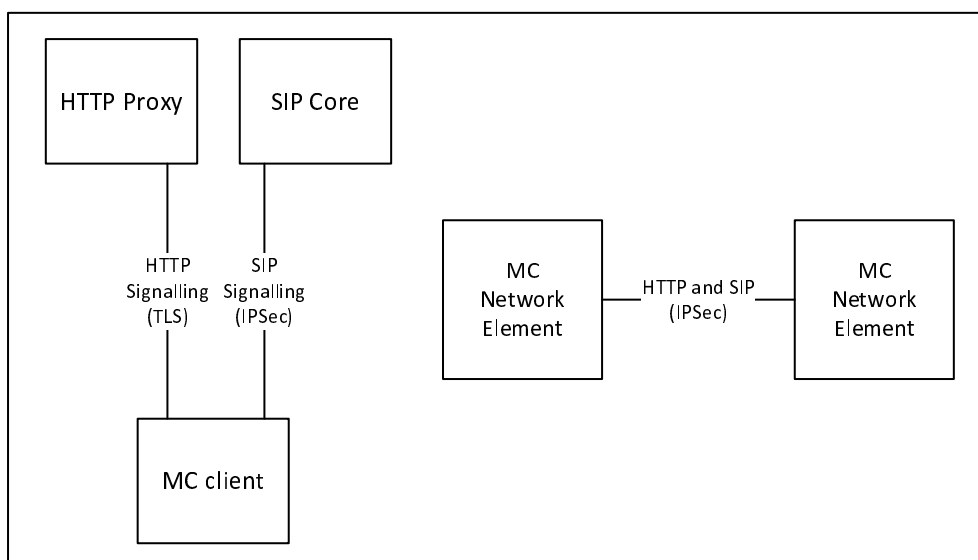 HTTP Proxy
SIP Core
HTTP
Signalling
(TLS)
SIP
Signalling
(IPSec)
MC client
MC
Network
Element
HTTP and SIP
(IPSec)
MC
Network
Element